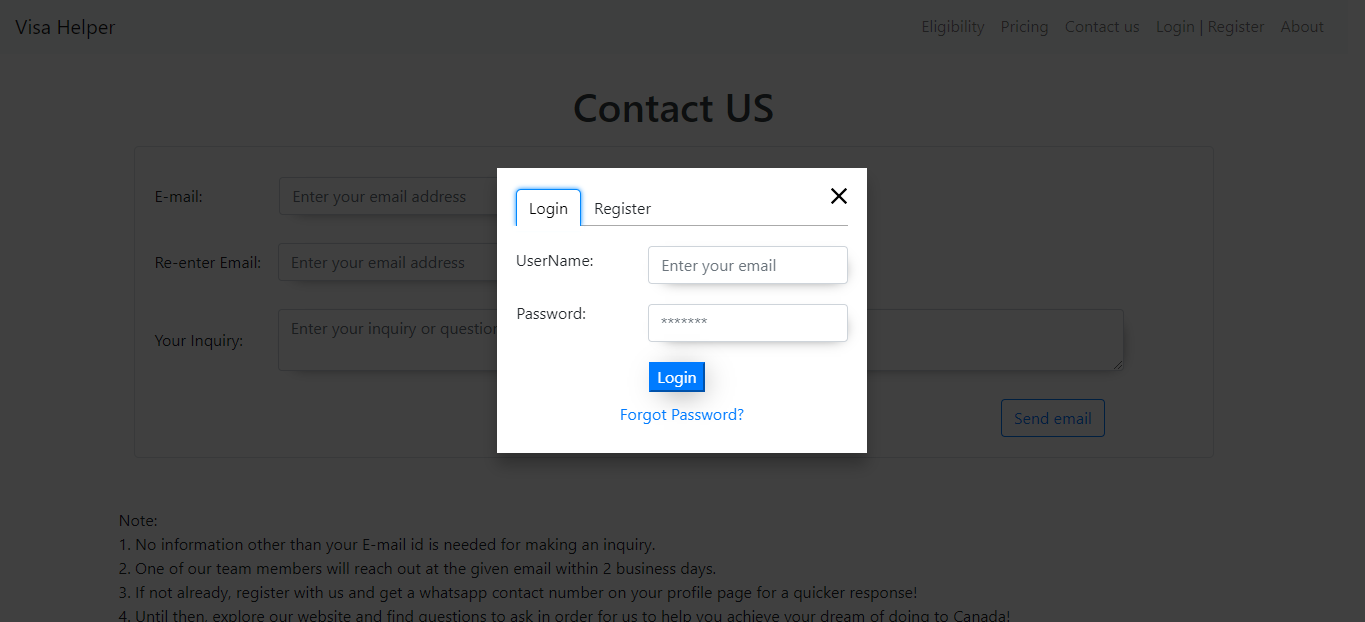 Visa Helper
Eligibility Pricing Contact us Login | Register About
Contact US
E-mail:
Enter your email address
Re-enter Email:
Enter your email address
Your Inquiry:
Enter your inquiry or question
Send email
Login Register
UserName:
Enter your email
Password:
*******
Login
Forgot Password?
Note:
1. No information other than your E-mail id is needed for making an inquiry.
2. One of our team members will reach out at the given email within 2 business days.
3. If not already, register with us and get a whatsapp contact number on your profile page for a quicker response!
4. Until then, explore our website and find questions to ask in order for us to help you achieve your dream of doing to Canada!